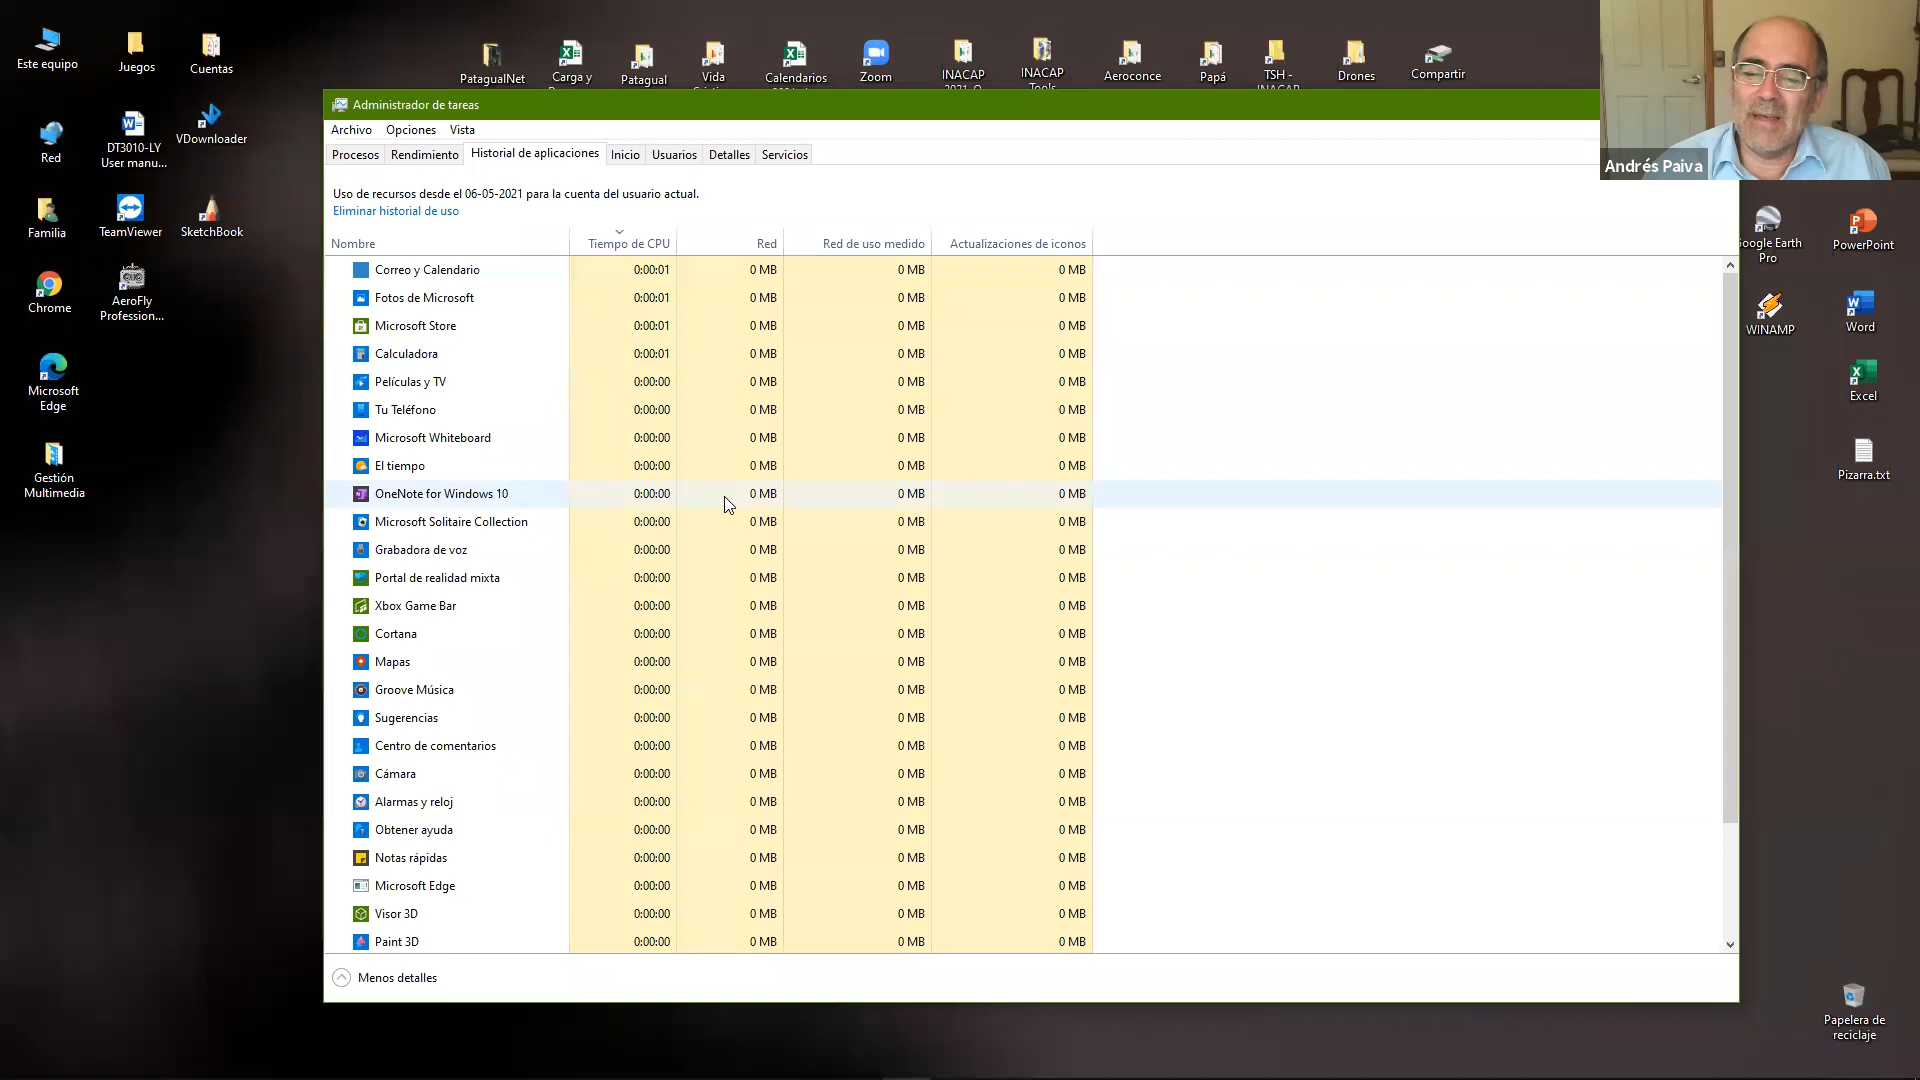 Este equipo
Juegos
Cuentas
PatagualNet
Carga y
Patagual
Vida
Calendarios
Zoom
INACAP
INACAP
Tools
Aeroconce
Papá
TSH -
INACAP
Drones
Compartir
Red
DT3010-LY
User manu...
VDownloader
Familia
TeamViewer
SketchBook
Chrome
AeroFly
Profession...
Microsoft
Edge
Gestión
Multimedia
Administrador de tareas
Archivo Opciones Vista
Procesos Rendimiento Historial de aplicaciones Inicio Usuarios Detalles Servicios
Uso de recursos desde el 06-05-2021 para la cuenta del usuario actual.
Eliminar historial de uso
Nombre Tiempo de CPU Red Red de uso medido Actualizaciones de iconos
Correo y Calendario 0:00:01 0 MB 0 MB 0 MB
Fotos de Microsoft 0:00:01 0 MB 0 MB 0 MB
Microsoft Store 0:00:01 0 MB 0 MB 0 MB
Calculadora 0:00:01 0 MB 0 MB 0 MB
Películas y TV 0:00:00 0 MB 0 MB 0 MB
Tu Teléfono 0:00:00 0 MB 0 MB 0 MB
Microsoft Whiteboard 0:00:00 0 MB 0 MB 0 MB
El tiempo 0:00:00 0 MB 0 MB 0 MB
OneNote for Windows 10 0:00:00 0 MB 0 MB 0 MB
Microsoft Solitaire Collection 0:00:00 0 MB 0 MB 0 MB
Grabadora de voz 0:00:00 0 MB 0 MB 0 MB
Portal de realidad mixta 0:00:00 0 MB 0 MB 0 MB
Xbox Game Bar 0:00:00 0 MB 0 MB 0 MB
Cortana 0:00:00 0 MB 0 MB 0 MB
Mapas 0:00:00 0 MB 0 MB 0 MB
Groove Música 0:00:00 0 MB 0 MB 0 MB
Sugerencias 0:00:00 0 MB 0 MB 0 MB
Centro de comentarios 0:00:00 0 MB 0 MB 0 MB
Cámara 0:00:00 0 MB 0 MB 0 MB
Alarmas y reloj 0:00:00 0 MB 0 MB 0 MB
Obtener ayuda 0:00:00 0 MB 0 MB 0 MB
Notas rápidas 0:00:00 0 MB 0 MB 0 MB
Microsoft Edge 0:00:00 0 MB 0 MB 0 MB
Visor 3D 0:00:00 0 MB 0 MB 0 MB
Paint 3D 0:00:00 0 MB 0 MB 0 MB
Menos detalles
Andrés Paiva
oogle Earth
Pro
PowerPoint
WINAMP
Word
Excel
Pizarra.txt
Papelera de
reciclaje